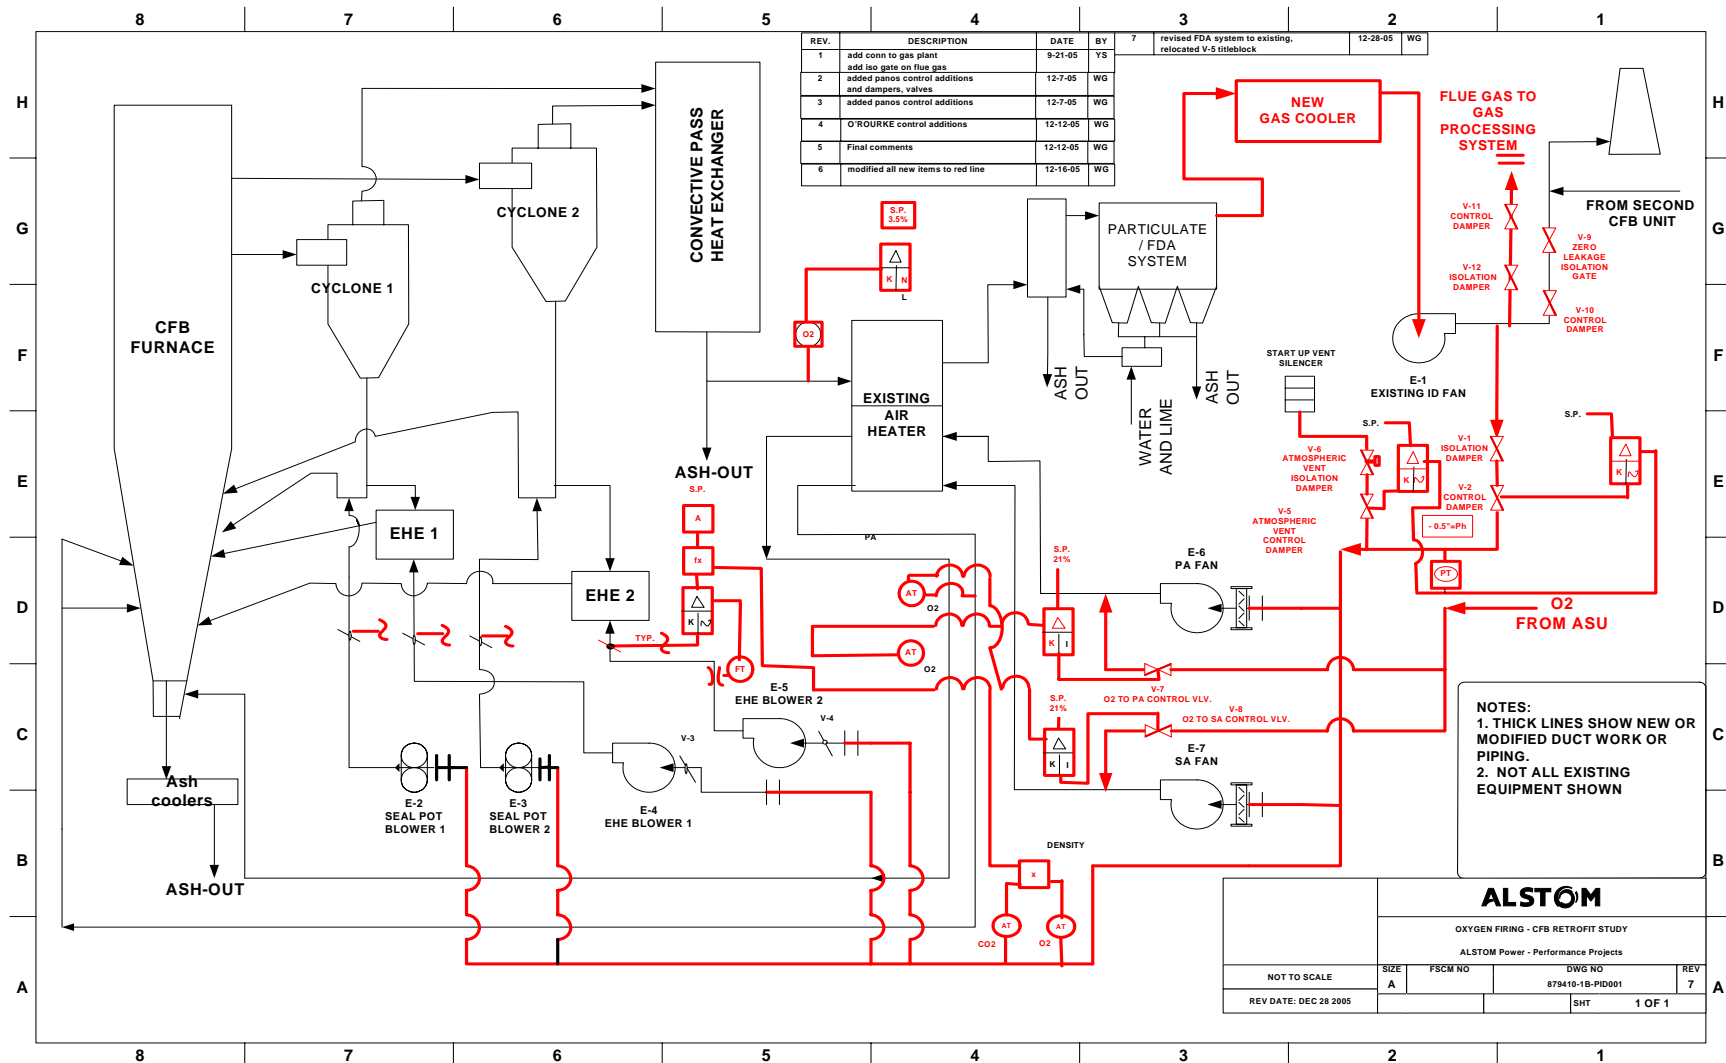 8 7 6 5 4 3 2 1
REV. DESCRIPTION DATE BY
1 add conn to gas plant 9-21-05 YS
add iso gate on flue gas
2 added panos control additions 12-7-05 WG
and dampers, valves
3 added panos control additions 12-7-05 WG
4 O'ROURKE control additions 12-12-05 WG
5 Final comments 12-12-05 WG
6 modified all new items to red line 12-16-05 WG
7 revised FDA system to existing, 12-28-05 WG
relocated V-5 titleblock
H
H
NEW
GAS COOLER
FLUE GAS TO
GAS
PROCESSING
SYSTEM
CONVECTIVE PASS
HEAT EXCHANGER
CYCLONE 2
CYCLONE 1
G
G
S.P.
3.5%
K N
L
PARTICULATE
/ FDA
SYSTEM
V-11
CONTROL
DAMPER
V-12
ISOLATION
DAMPER
FROM SECOND
CFB UNIT
V-9
ZERO
LEAKAGE
ISOLATION
GATE
V-10
CONTROL
DAMPER
CFB
FURNACE
F
F
O2
ASH
OUT
WATER
AND LIME
ASH
OUT
START UP VENT
SILENCER
E-1
EXISTING ID FAN
EXISTING
AIR
HEATER
E
E
ASH-OUT
S.P.
A
fx
K
V-6
ATMOSPHERIC
VENT
ISOLATION
DAMPER
V-5
ATMOSPHERIC
VENT
CONTROL
DAMPER
S.P.
K
V-1
ISOLATION
DAMPER
V-2
CONTROL
DAMPER
- 0.5"=Ph
S.P.
K
PA
EHE 1
EHE 2
D
D
TYP.
FT
AT
O2
AT
O2
S.P.
21%
K I
E-6
PA FAN
PT
O2
FROM ASU
V-7
O2 TO PA CONTROL VLV.
V-8
O2 TO SA CONTROL VLV.
S.P.
21%
K I
E-7
SA FAN
C
C
E-5
EHE BLOWER 2
V-4
V-3
Ash
coolers
E-2
SEAL POT
BLOWER 1
E-3
SEAL POT
BLOWER 2
E-4
EHE BLOWER 1
NOTES:
1. THICK LINES SHOW NEW OR
MODIFIED DUCT WORK OR
PIPING.
2. NOT ALL EXISTING
EQUIPMENT SHOWN
B
B
ASH-OUT
DENSITY
x
AT
CO2
AT
O2
A
A
ALSTOM
OXYGEN FIRING - CFB RETROFIT STUDY
ALSTOM Power - Performance Projects
NOT TO SCALE
REV DATE: DEC 28 2005
SIZE
A
FSCM NO
DWG NO
879410-1B-PID001
REV
7
SHT
1 OF 1
8 7 6 5 4 3 2 1